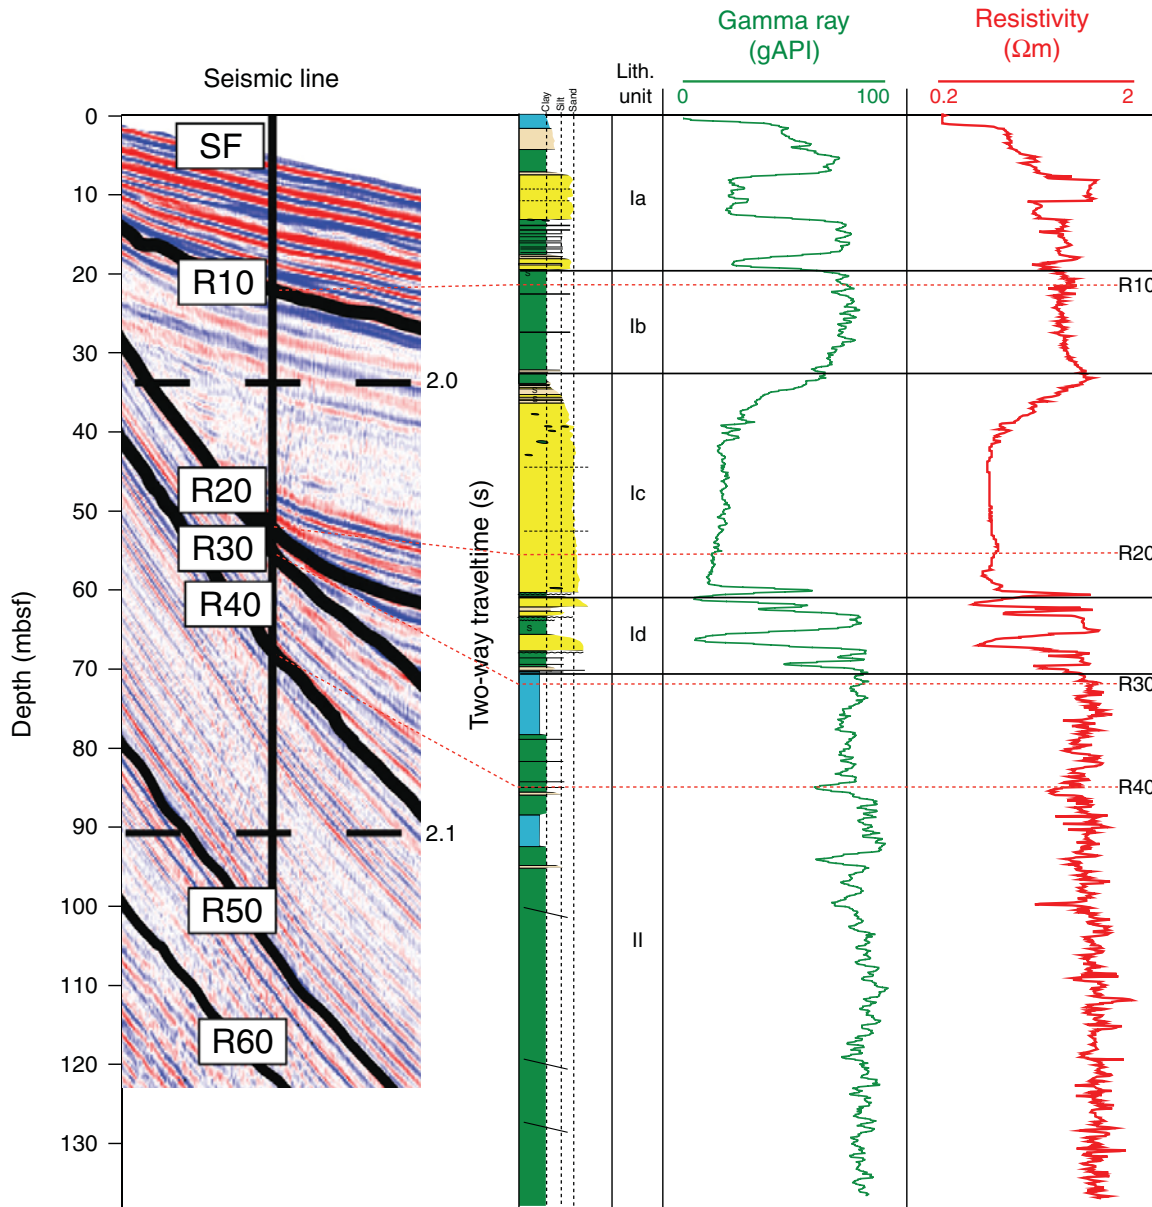 Gamma ray
(gAPI)
Resistivity
(Ωm)
Seismic line
Lith.
unit
Clay
Silt
Sand
0
100
0.2
2
0
10
20
30
40
50
60
70
80
90
100
110
120
130
Depth (mbsf)
SF
R10
R20
R30
R40
R50
R60
2.0
2.1
Two-way traveltime (s)
Ia
Ib
Ic
Id
II
s
R10
R20
R30
R40